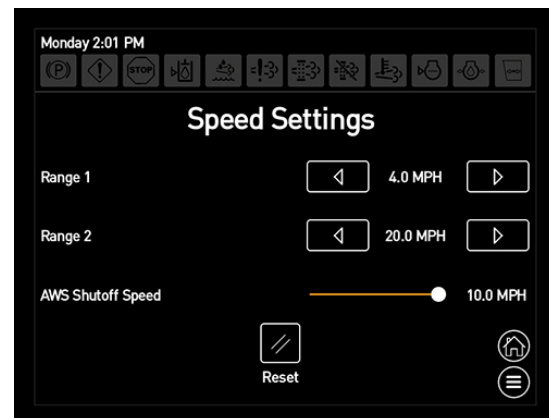 Monday 2:01 PM
(P) STOP
Speed Settings
Range 1 4.0 MPH
Range 2 20.0 MPH
AWS Shutoff Speed 10.0 MPH
Reset